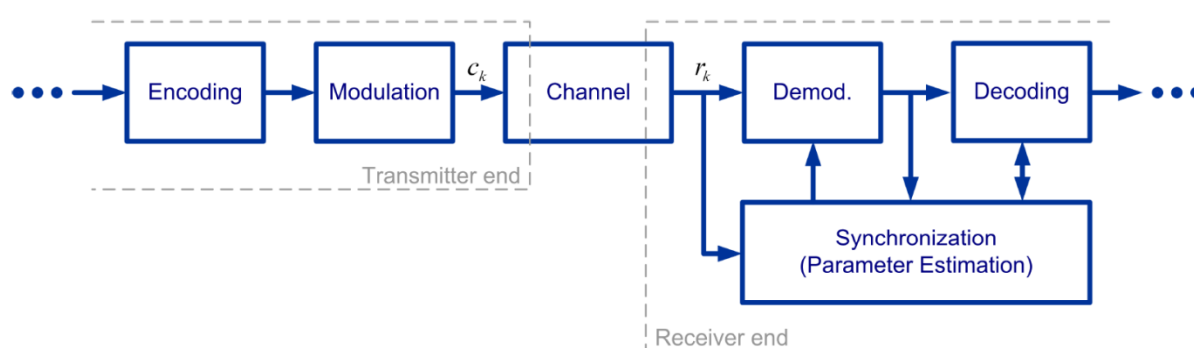 Encoding
Modulation
c_k
Channel
r_k
Demod.
Decoding
Transmitter end
Synchronization
(Parameter Estimation)
Receiver end